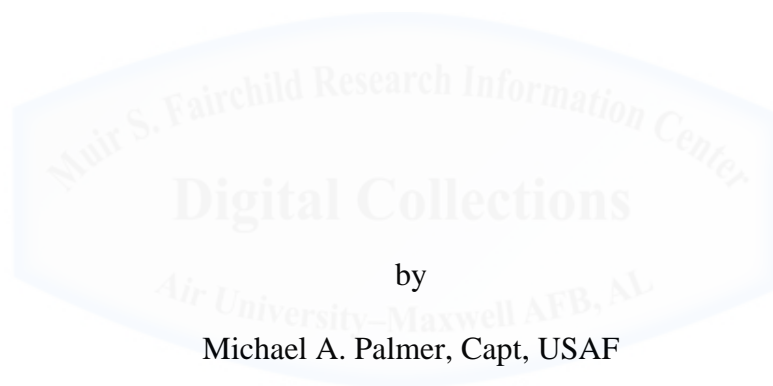 Muir S. Fairchild Research Information Center
Digital Collections
by
Air University–Maxwell AFB, AL
Michael A. Palmer, Capt, USAF